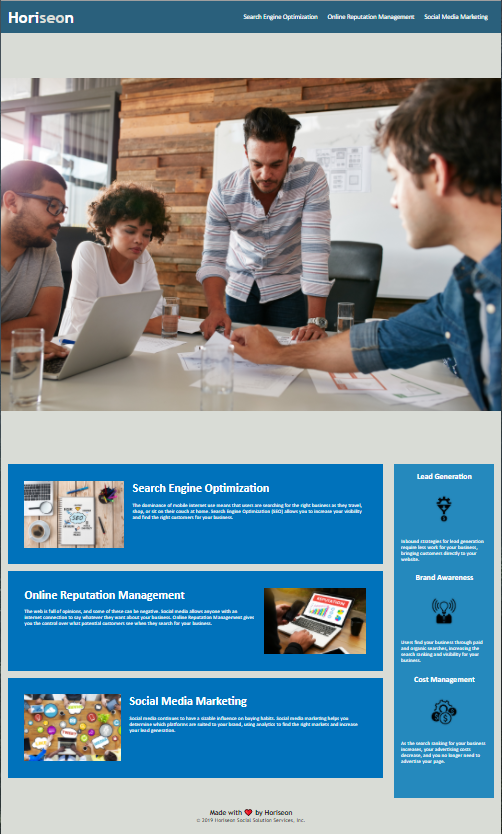 Horiseon
Search Engine Optimization
Online Reputation Management
Social Media Marketing
Search Engine Optimization
The dominance of mobile internet use means that users are searching for the right business as they travel,
shop, or sit on their couch at home. Search Engine Optimization (SEO) allows you to increase your visibility
and find the right customers for your business.
Online Reputation Management
The web is full of opinions, and some of these can be negative. Social media allows anyone with an
internet connection to say whatever they want about your business. Online Reputation Management gives
you the control over what potential customers see when they search for your business.
Social Media Marketing
Social media continues to have a sizable influence on buying habits. Social media marketing helps you
determine which platforms are suited to your brand, using analytics to find the right markets and increase
your lead generation.
Lead Generation
Inbound strategies for lead generation
require less work for your business,
bringing customers directly to your
website.
Brand Awareness
Users find your business through paid
and organic searches, increasing the
search ranking and visibility for your
business.
Cost Management
As the search ranking for your business
increases, your advertising costs
decrease, and you no longer need to
advertise your page.
SEO
REPUTATION
Made with ❤️ by Horiseon
© 2019 Horiseon Social Solution Services, Inc.